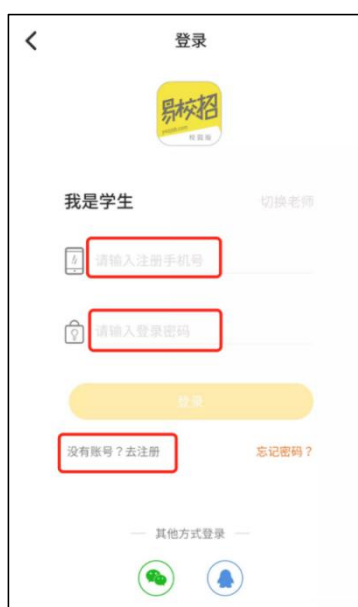 登录
易校招
校园版
我是学生
切换老师
请输入注册手机号
请输入登录密码
登录
没有账号？去注册
忘记密码？
其他方式登录